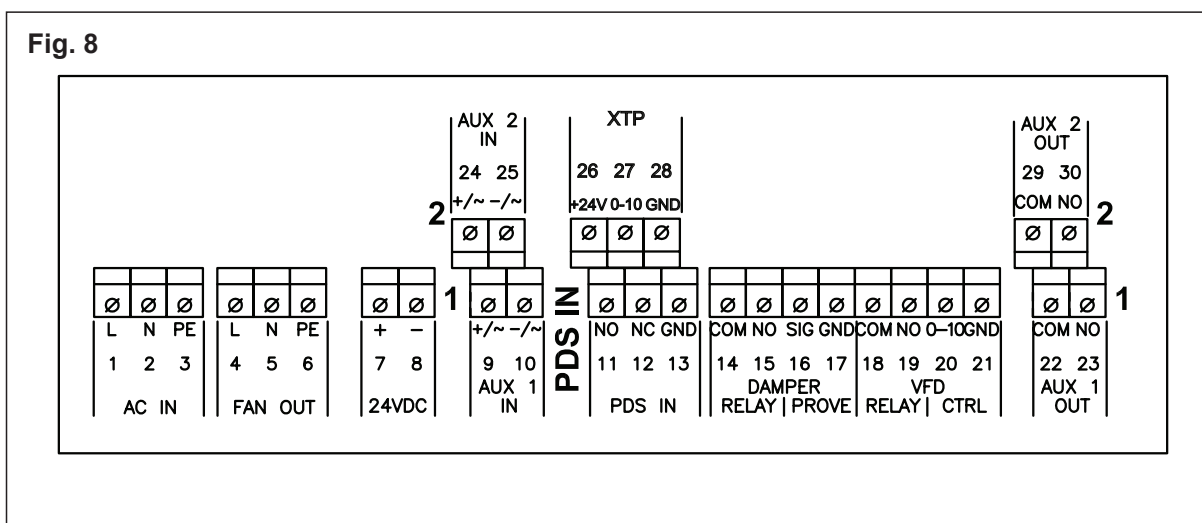 Fig. 8
AUX 2
IN
24 25
+/~ -/~
2
XTP
26 27 28
+24V 0-10 GND
AUX 2
OUT
29 30
COM NO
2
L N PE
1 2 3
AC IN
L N PE
4 5 6
FAN OUT
+ -
7 8
24VDC
1
+/~ -/~
9 10
AUX 1
IN
PDS IN
NO NC GND
11 12 13
PDS IN
COM NO SIG GND
14 15 16 17
DAMPER
RELAY PROVE
COM NO 0-10 GND
18 19 20 21
VFD
RELAY CTRL
1
COM NO
22 23
AUX 1
OUT